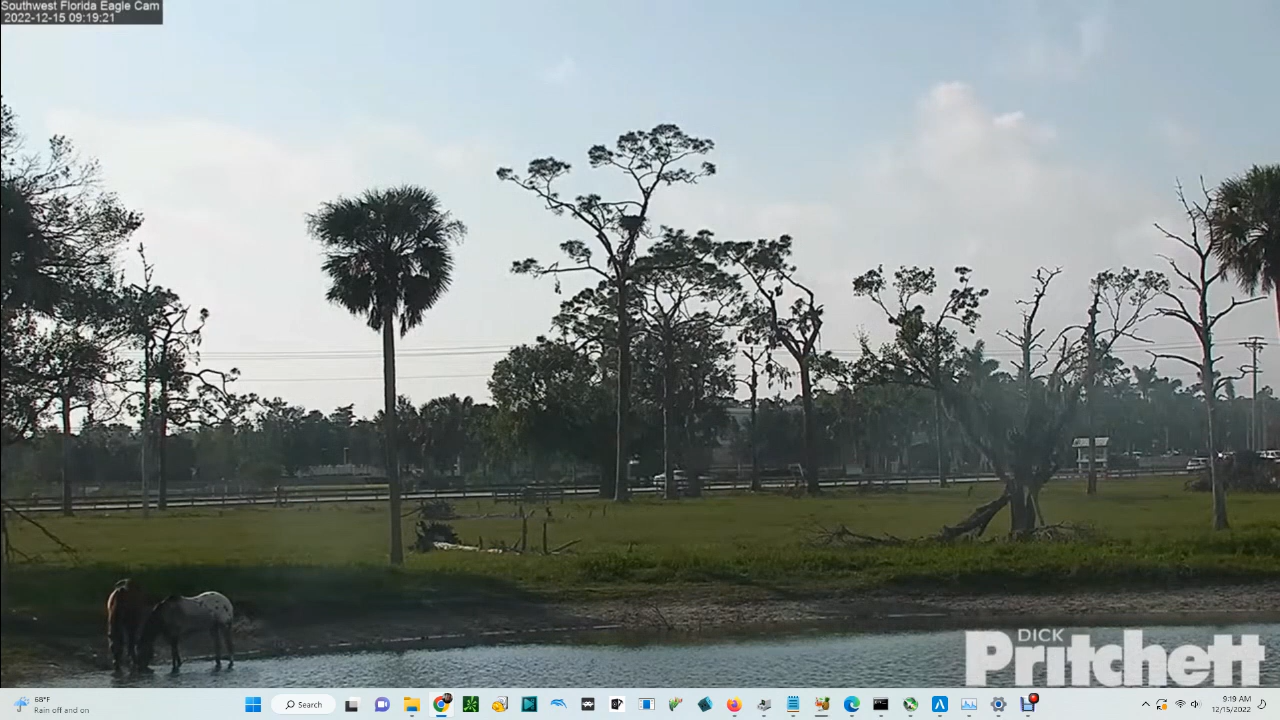 Southwest Florida Eagle Cam
2022-12-15 09:19:21
DICK
Pritchett
68°F
Rain off and on
Search
9:19 AM
12/15/2022